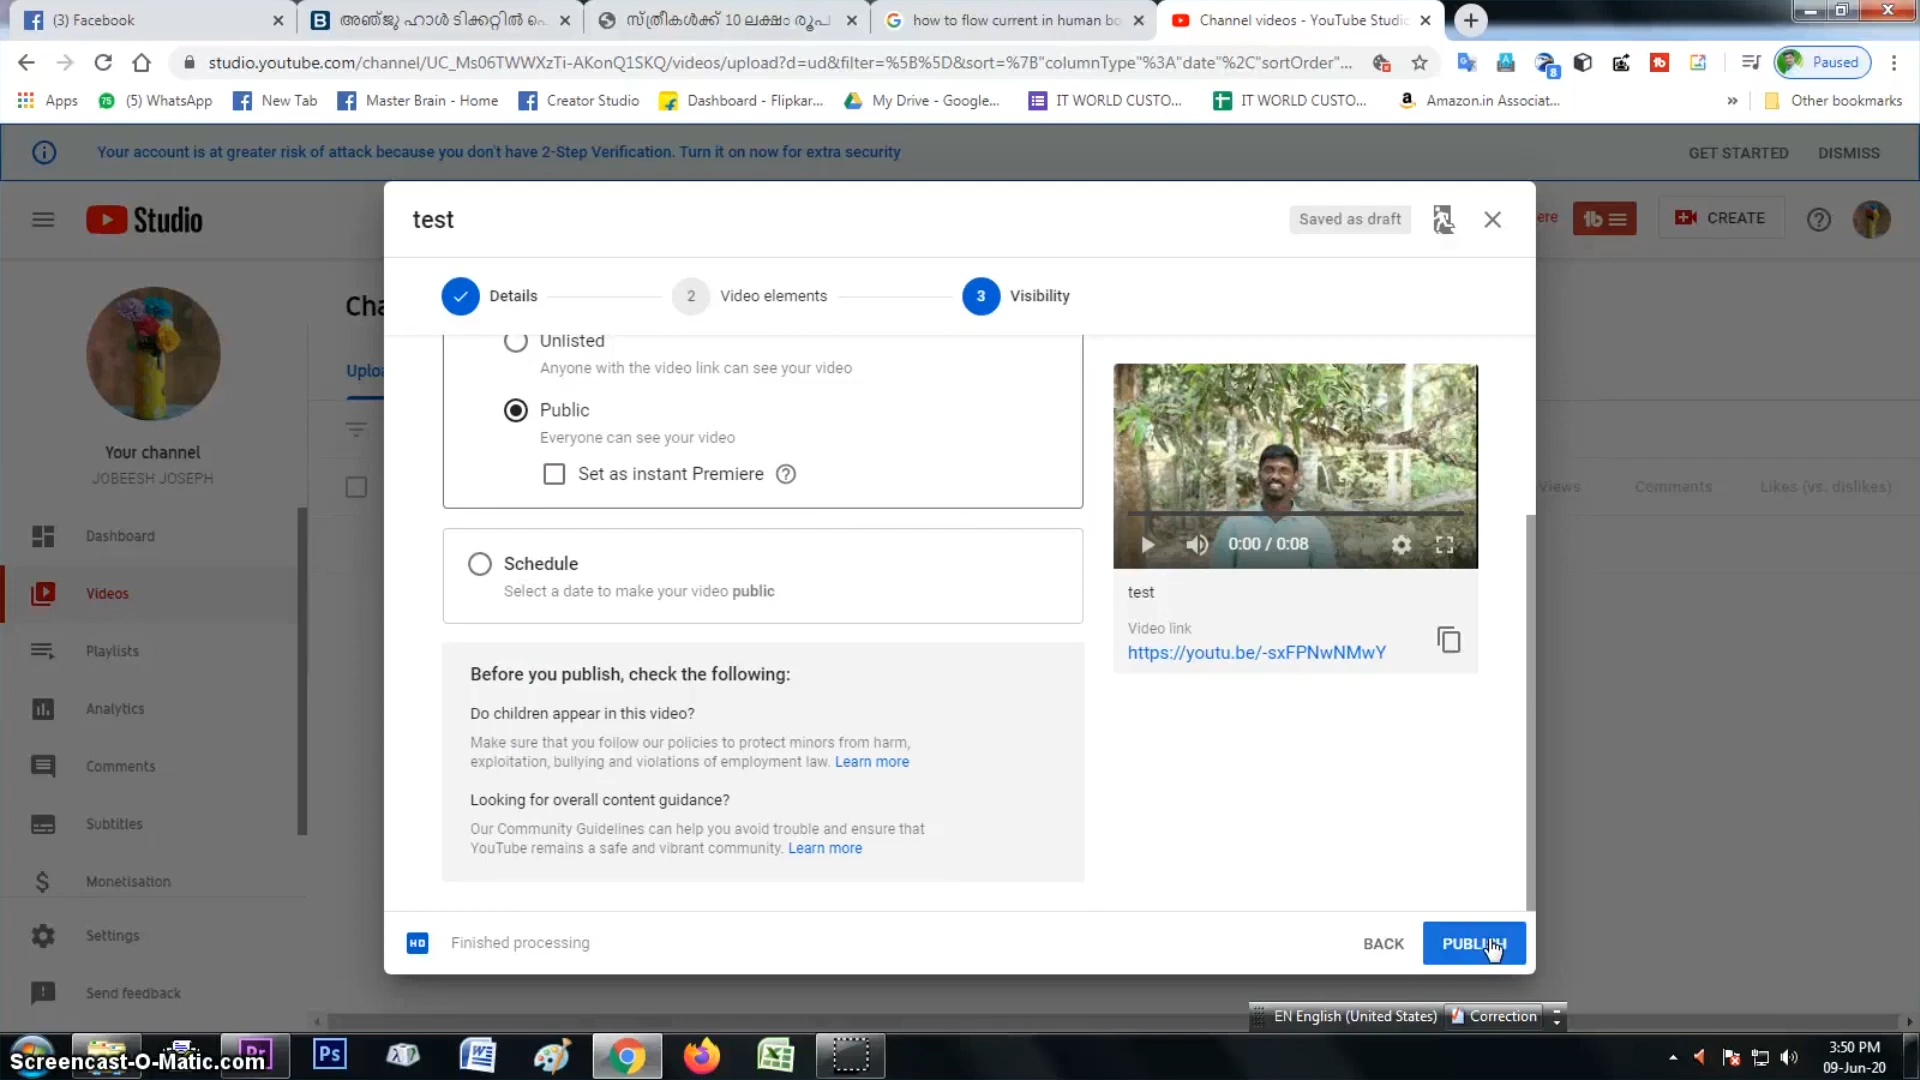 (3) Facebook
അഞ്ജു ഹാൾ ടിക്കറ്റിൽ
സ്ത്രീകൾക്ക് 10 ലക്ഷം രൂപ
how to flow current in human bo
Channel videos - YouTube Studio
studio.youtube.com/channel/UC_Ms06TWWXzTi-AKonQ1SKQ/videos/upload?d=ud&filter=%5B%5D&sort=%7B"columnType"%3A"date"%2C"sortOrder"...
Paused
Apps
(5) WhatsApp
New Tab
Master Brain - Home
Creator Studio
Dashboard - Flipkar...
My Drive - Google...
IT WORLD CUSTO...
IT WORLD CUSTO...
Amazon.in Associat...
Other bookmarks
Your account is at greater risk of attack because you don't have 2-Step Verification. Turn it on now for extra security
GET STARTED
DISMISS
Studio
test
Saved as draft
ere
CREATE
Details
2
Video elements
3
Visibility
Cha
Uplo
Your channel
JOBEESH JOSEPH
Dashboard
Videos
Playlists
Analytics
Comments
Subtitles
Monetisation
Settings
Send feedback
Unlisted
Anyone with the video link can see your video
Public
Everyone can see your video
Set as instant Premiere
Schedule
Select a date to make your video public
Before you publish, check the following:
Do children appear in this video?
Make sure that you follow our policies to protect minors from harm,
exploitation, bullying and violations of employment law. Learn more
Looking for overall content guidance?
Our Community Guidelines can help you avoid trouble and ensure that
YouTube remains a safe and vibrant community. Learn more
0:00 / 0:08
test
Video link
https://youtu.be/-sxFPNwNMwY
Views
Comments
Likes (vs. dislikes)
HD
Finished processing
BACK
PUBLISH
EN English (United States)
Correction
Screencast-O-Matic.com
Ps
3:50 PM
09-Jun-20